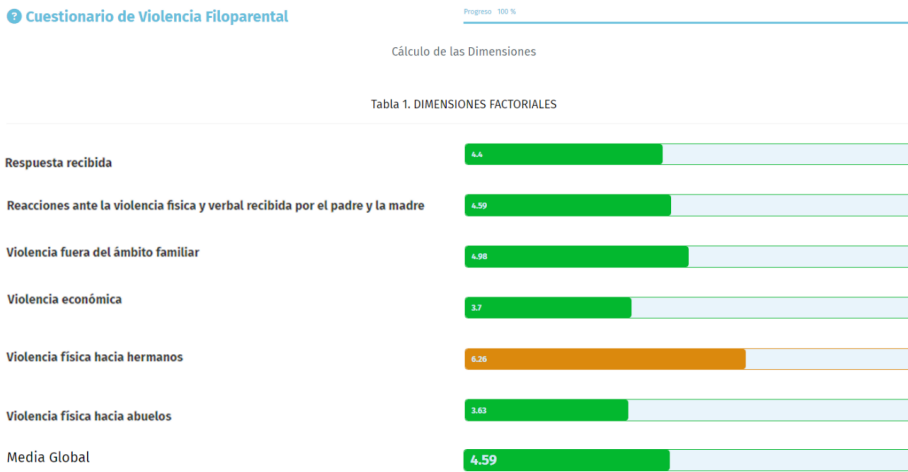 ? Cuestionario de Violencia Filoparental
Progreso 100 %
Cálculo de las Dimensiones
Tabla 1. DIMENSIONES FACTORIALES
Respuesta recibida
4.4
Reacciones ante la violencia fisica y verbal recibida por el padre y la madre
4.59
Violencia fuera del ámbito familiar
4.98
Violencia económica
3.7
Violencia física hacia hermanos
6.26
Violencia física hacia abuelos
3.63
Media Global
4.59